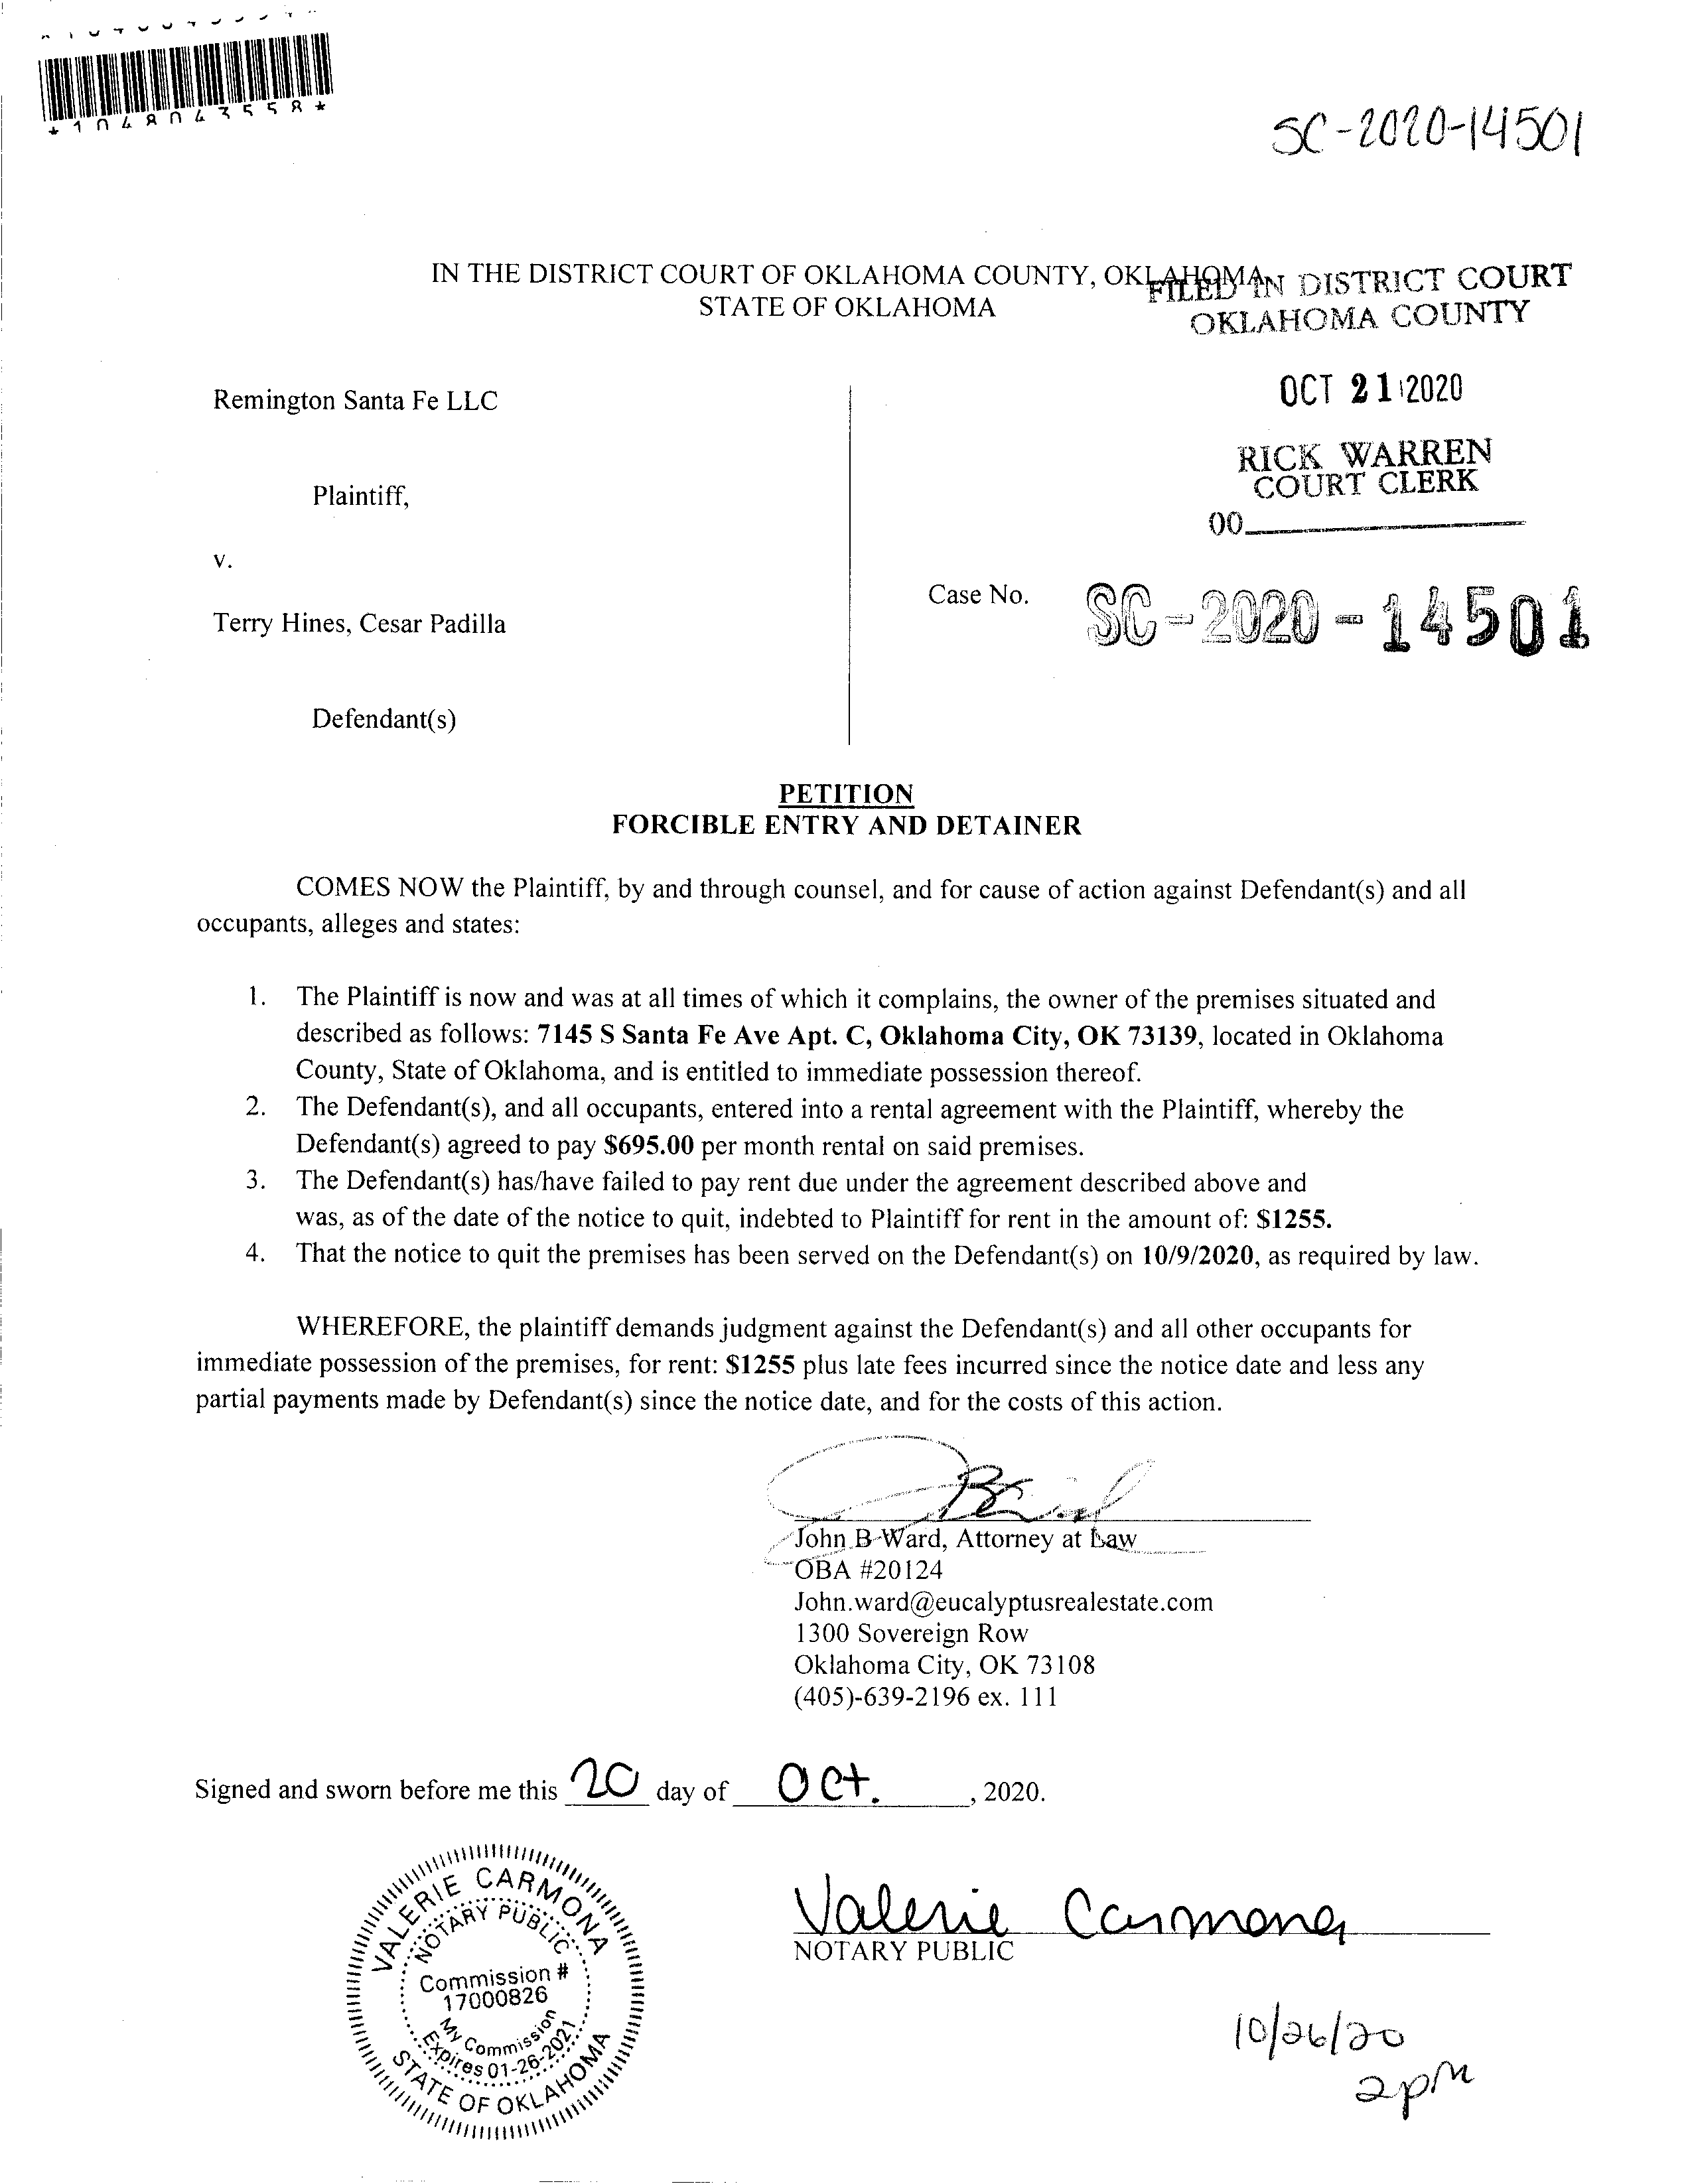 *1048043558*
SC-2020-14501
IN THE DISTRICT COURT OF OKLAHOMA COUNTY, OKLAHOMA
STATE OF OKLAHOMA
FILED IN DISTRICT COURT
OKLAHOMA COUNTY
OCT 21 2020
RICK WARREN
COURT CLERK
00
Remington Santa Fe LLC
Plaintiff,
v.
Case No. SC-2020-14501
Terry Hines, Cesar Padilla
Defendant(s)
PETITION
FORCIBLE ENTRY AND DETAINER
COMES NOW the Plaintiff, by and through counsel, and for cause of action against Defendant(s) and all
occupants, alleges and states:
1. The Plaintiff is now and was at all times of which it complains, the owner of the premises situated and
described as follows: 7145 S Santa Fe Ave Apt. C, Oklahoma City, OK 73139, located in Oklahoma
County, State of Oklahoma, and is entitled to immediate possession thereof.
2. The Defendant(s), and all occupants, entered into a rental agreement with the Plaintiff, whereby the
Defendant(s) agreed to pay $695.00 per month rental on said premises.
3. The Defendant(s) has/have failed to pay rent due under the agreement described above and
was, as of the date of the notice to quit, indebted to Plaintiff for rent in the amount of: $1255.
4. That the notice to quit the premises has been served on the Defendant(s) on 10/9/2020, as required by law.
WHEREFORE, the plaintiff demands judgment against the Defendant(s) and all other occupants for
immediate possession of the premises, for rent: $1255 plus late fees incurred since the notice date and less any
partial payments made by Defendant(s) since the notice date, and for the costs of this action.
John B Ward, Attorney at Law
OBA #20124
John.ward@eucalyptusrealestate.com
1300 Sovereign Row
Oklahoma City, OK 73108
(405)-639-2196 ex. 111
Signed and sworn before me this 20 day of Oct. , 2020.
VALERIE CARMONA
NOTARY PUBLIC
Commission #
17000826
My Commission
Expires 01-26-2021
STATE OF OKLAHOMA
Valerie Carmona
NOTARY PUBLIC
10/26/20
2pm